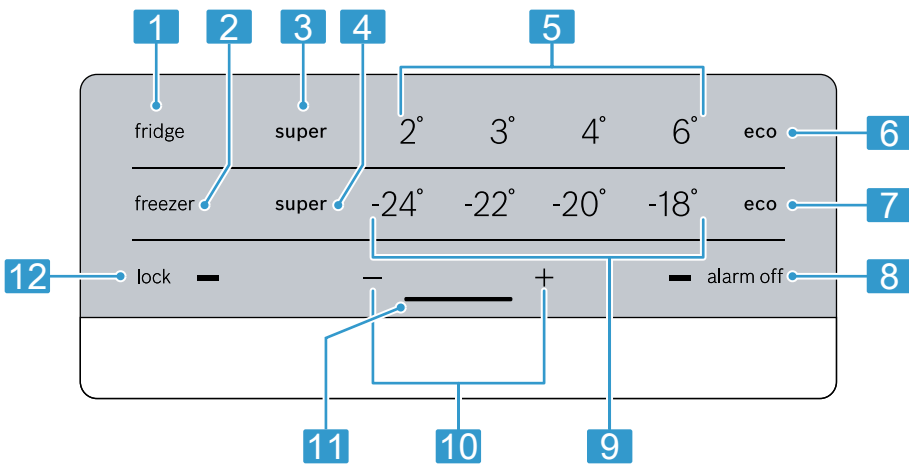 1 2 3 4 5
fridge super 2° 3° 4° 6° eco 6
freezer super -24° -22° -20° -18° eco 7
12 lock − + alarm off 8
11 10 9